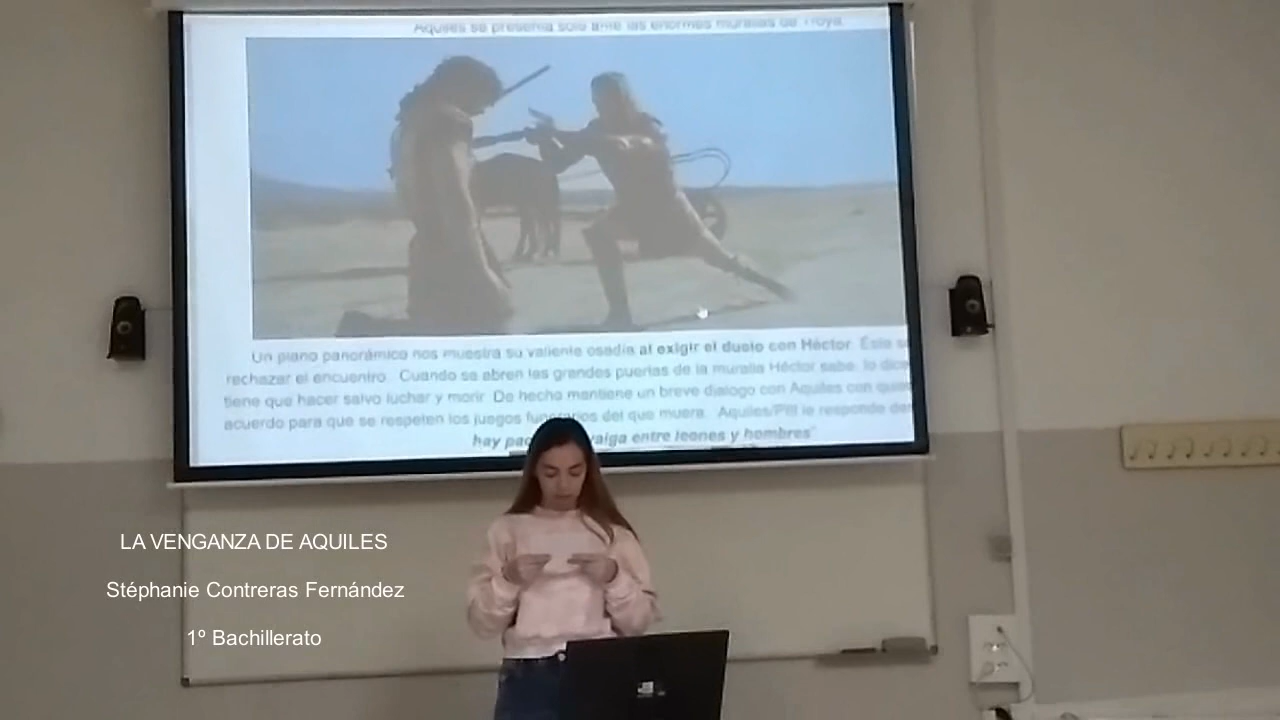 Aquiles se presenta solo ante las enormes murallas de Troya.
Un plano panorámico nos muestra su valiente osadía al exigir el duelo con Héctor. Éste
rechazar el encuentro. Cuando se abren las grandes puertas de la muralla Héctor sabe, lo dice
tiene que hacer salvo luchar y morir. De hecho mantiene un breve dialogo con Aquiles con
acuerdo para que se respeten los juegos funerarios del que muera. Aquiles/Pitt le responde
hay valga entre leones y hombres"
LA VENGANZA DE AQUILES
Stéphanie Contreras Fernández
1º Bachillerato